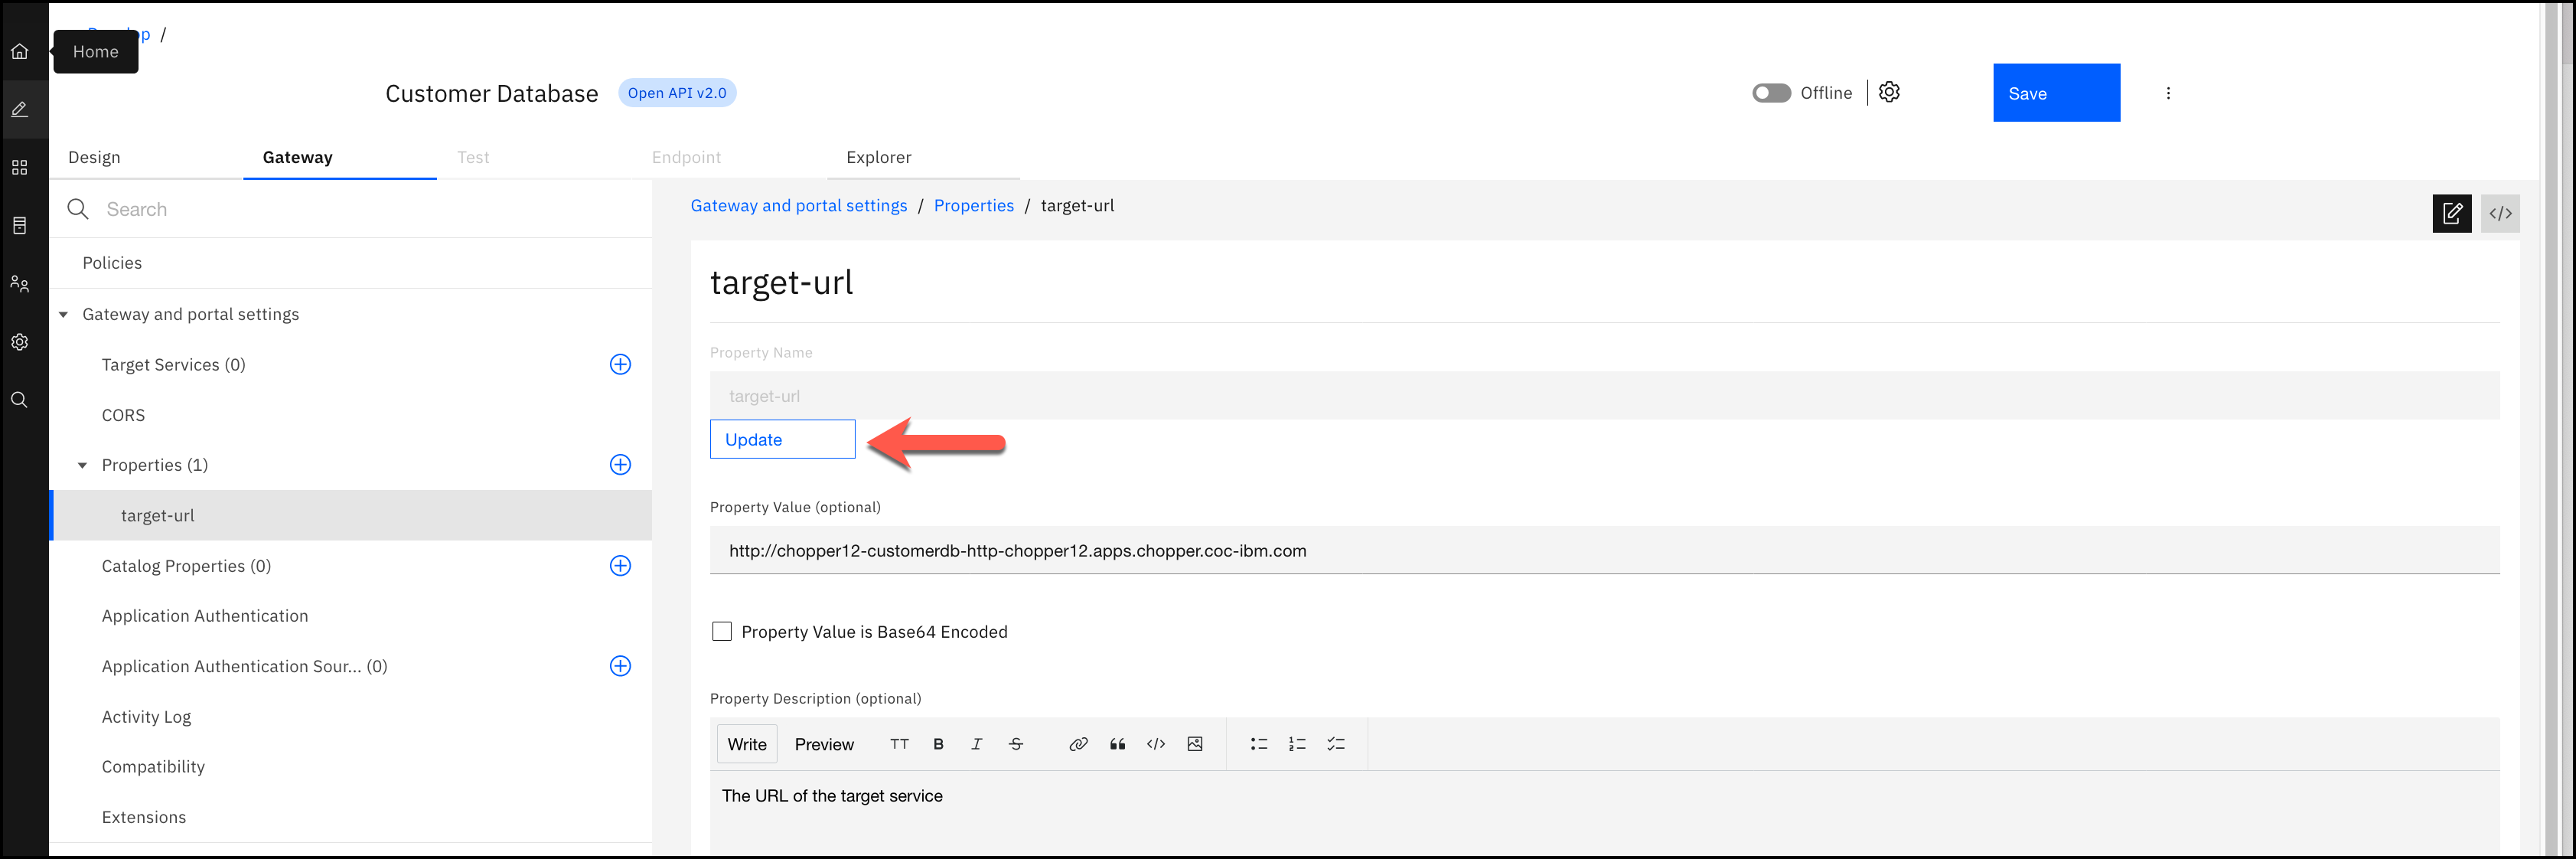 Home
/
Customer Database
Open API v2.0
Offline
Save
Design
Gateway
Test
Endpoint
Explorer
Search
Policies
Gateway and portal settings
Target Services (0)
CORS
Properties (1)
target-url
Catalog Properties (0)
Application Authentication
Application Authentication Sour... (0)
Activity Log
Compatibility
Extensions
Gateway and portal settings / Properties / target-url
</>
target-url
Property Name
target-url
Update
Property Value (optional)
http://chopper12-customerdb-http-chopper12.apps.chopper.coc-ibm.com
Property Value is Base64 Encoded
Property Description (optional)
Write
Preview
TT B I S </>
The URL of the target service